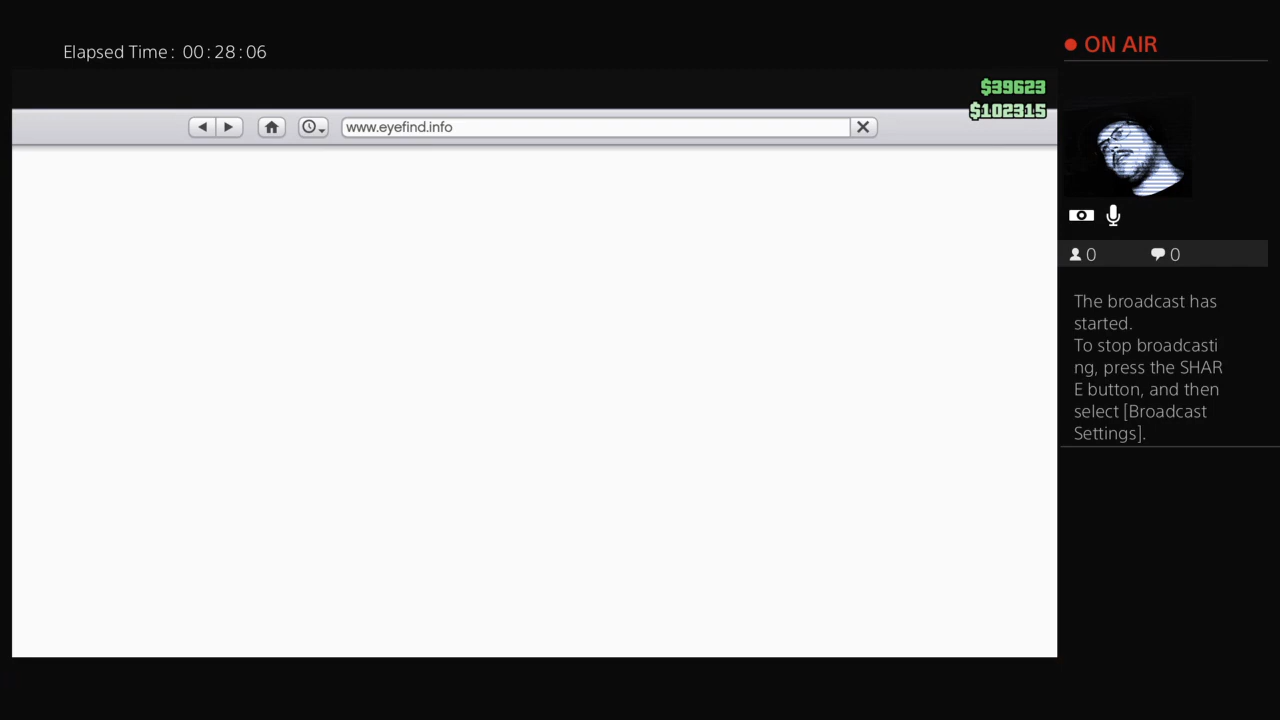 Elapsed Time: 00:28:06
ON AIR
$39623
$102315
www.eyefind.info
0
0
The broadcast has
started.
To stop broadcasti
ng, press the SHAR
E button, and then
select [Broadcast
Settings].